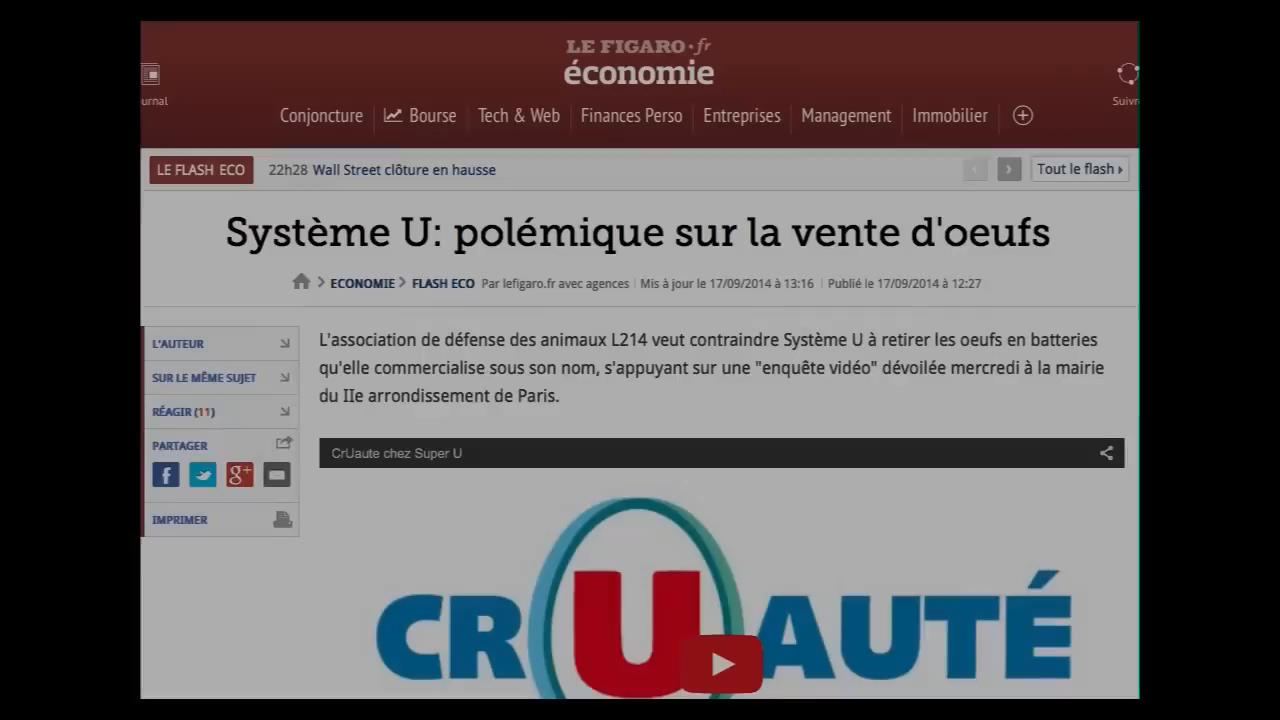 LE FIGARO·fr
économie
urnal
Suivre
Conjoncture Bourse Tech & Web Finances Perso Entreprises Management Immobilier
LE FLASH ECO 22h28 Wall Street clôture en hausse Tout le flash
Système U: polémique sur la vente d'oeufs
ECONOMIE FLASH ECO Par lefigaro.fr avec agences Mis à jour le 17/09/2014 à 13:16 Publié le 17/09/2014 à 12:27
L'AUTEUR
SUR LE MÊME SUJET
RÉAGIR (11)
PARTAGER
f g+
IMPRIMER
L'association de défense des animaux L214 veut contraindre Système U à retirer les oeufs en batteries
qu'elle commercialise sous son nom, s'appuyant sur une "enquête vidéo" dévoilée mercredi à la mairie
du IIe arrondissement de Paris.
CrUaute chez Super U
CRUAUTÉ